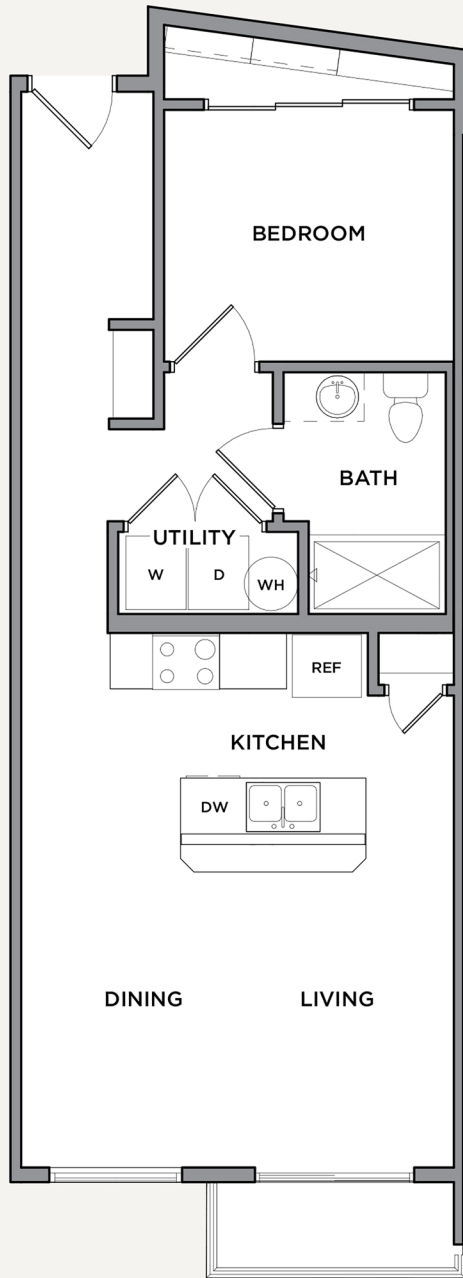 BEDROOM
BATH
UTILITY
W
D
WH
REF
KITCHEN
DW
DINING
LIVING